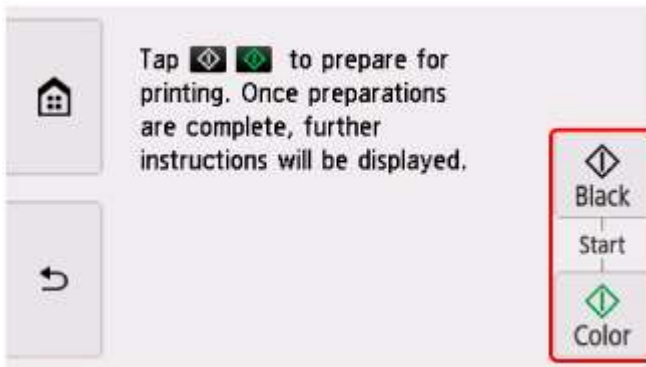 Tap to prepare for
printing. Once preparations
are complete, further
instructions will be displayed.
Black
Start
Color